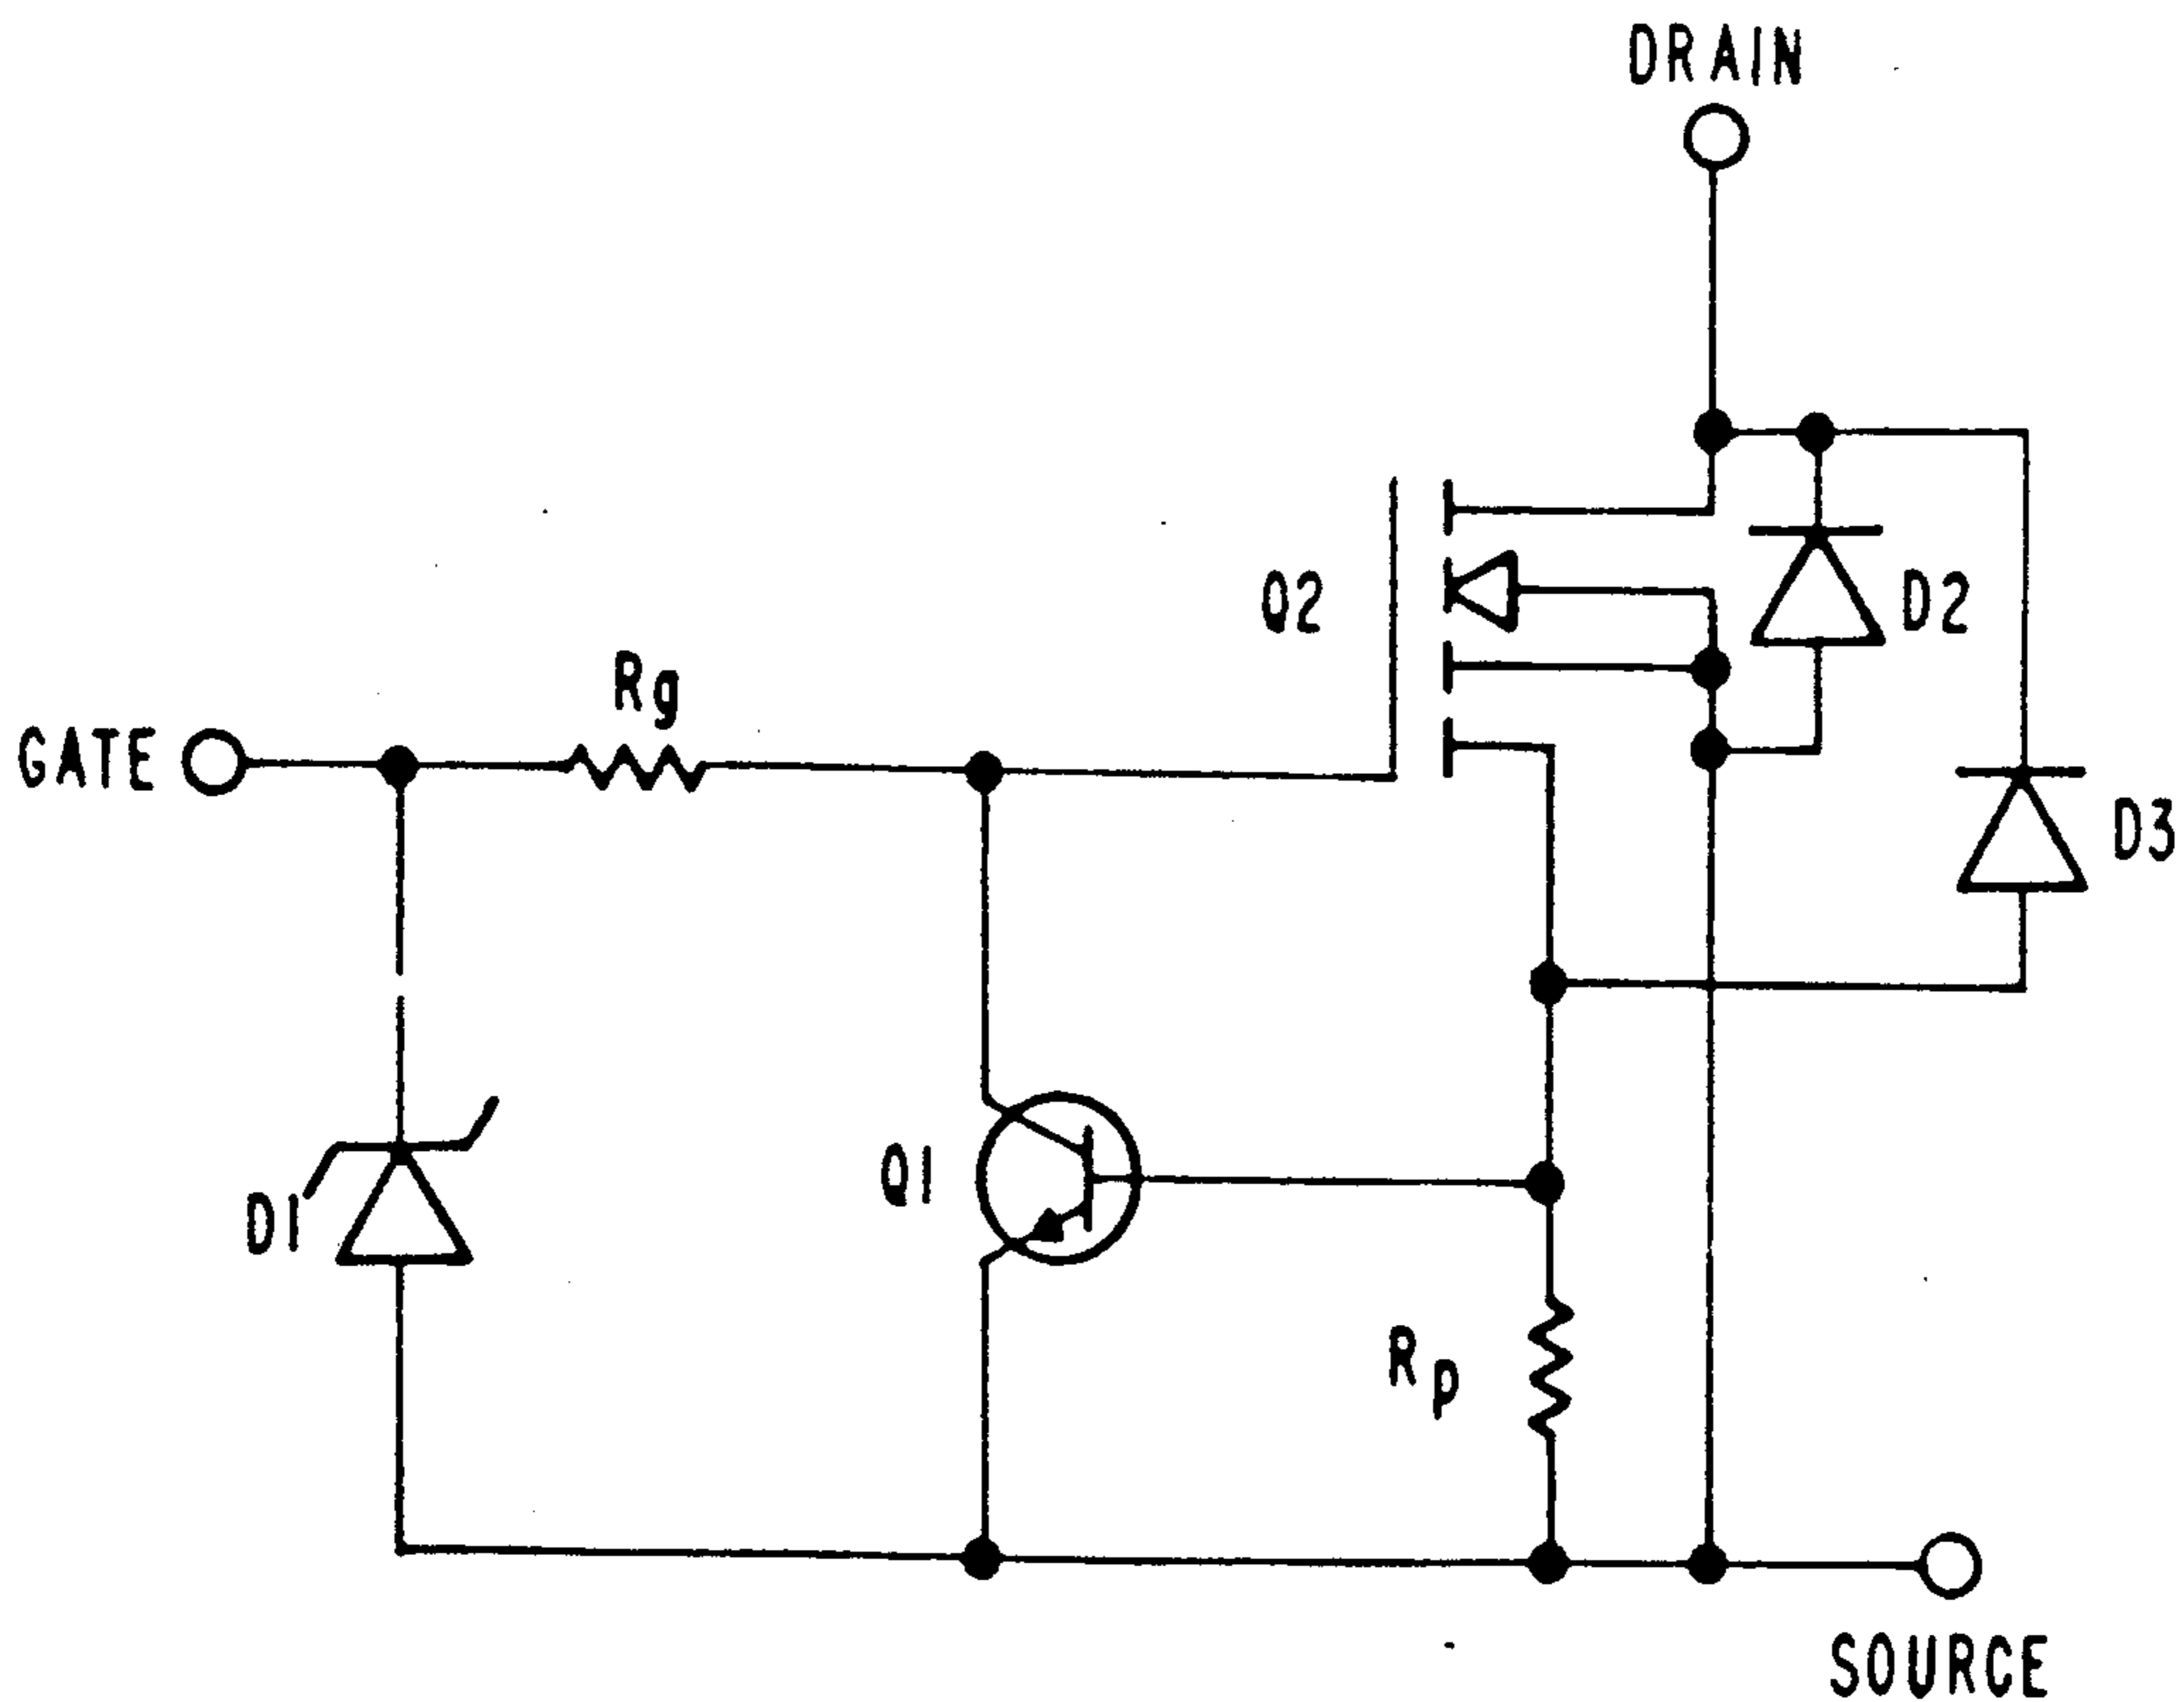 DRAIN
Q2
D2
Rg
GATE
D3
Q1
D1
Rp
SOURCE